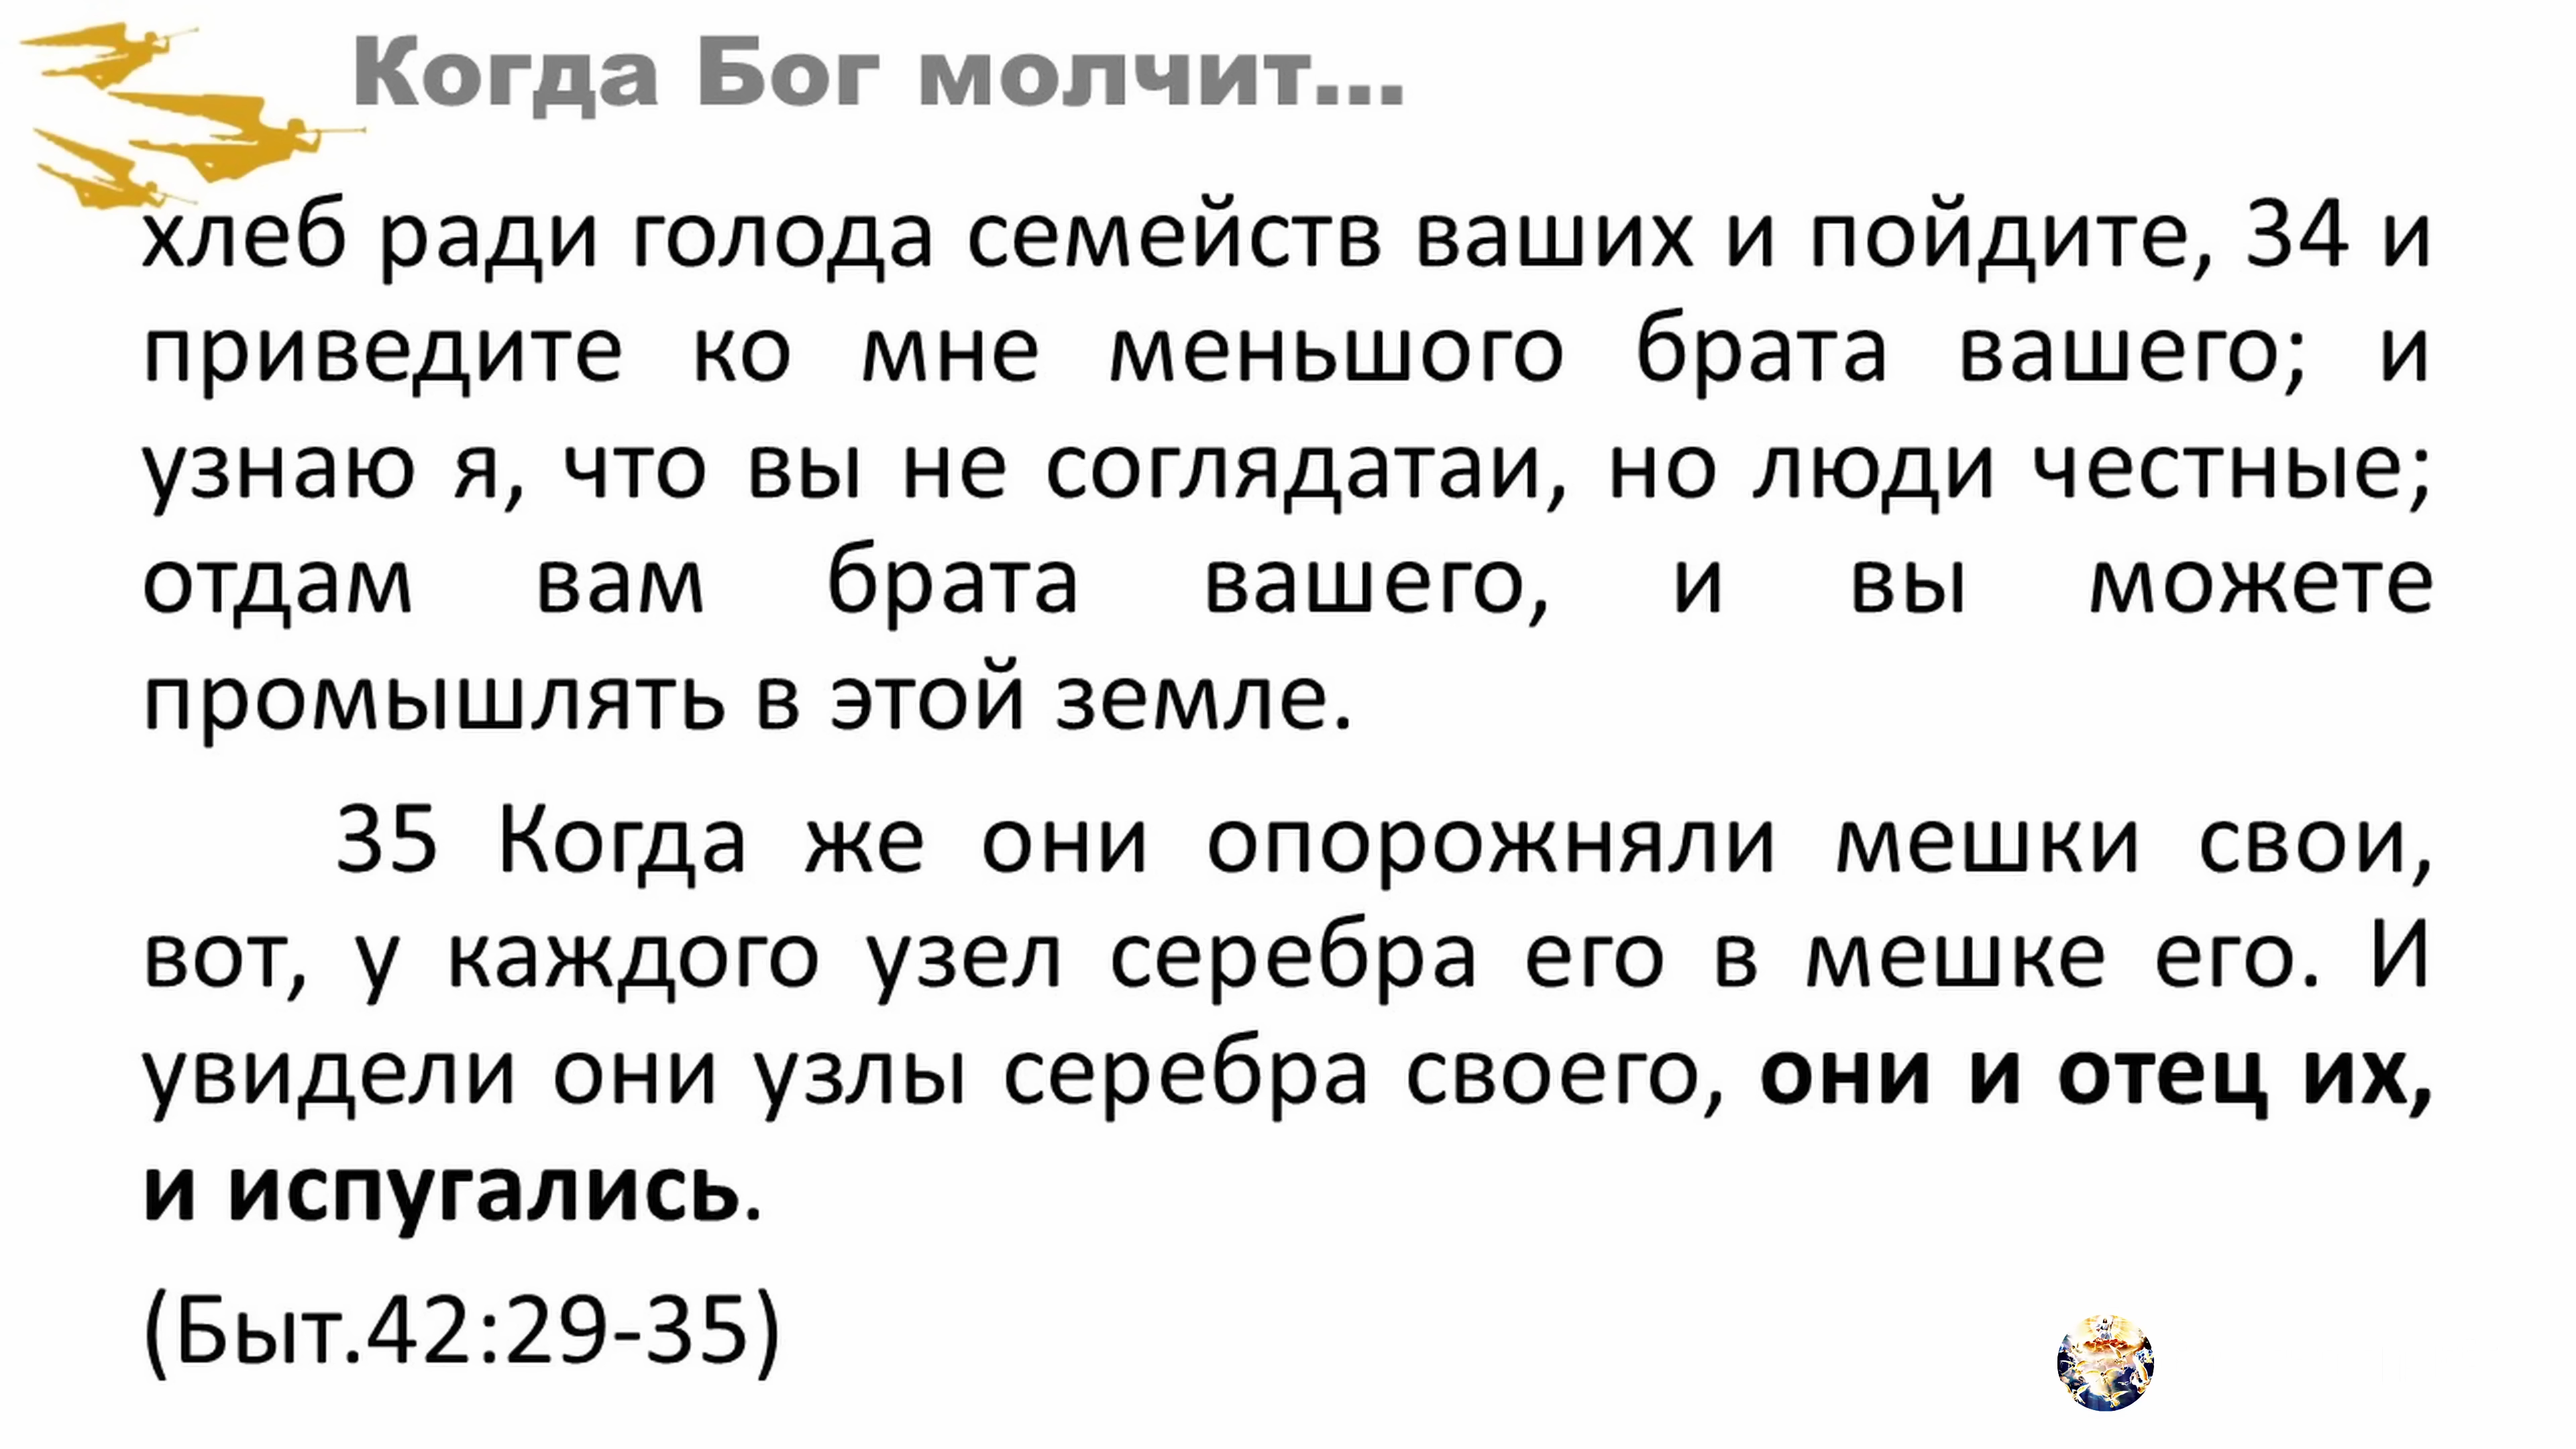 Когда Бог молчит...
хлеб ради голода семейств ваших и пойдите, 34 и
приведите ко мне меньшого брата вашего; и
узнаю я, что вы не соглядатаи, но люди честные;
отдам вам брата вашего, и вы можете
промышлять в этой земле.
35 Когда же они опорожняли мешки свои,
вот, у каждого узел серебра его в мешке его. И
увидели они узлы серебра своего, они и отец их,
и испугались.
(Быт.42:29-35)